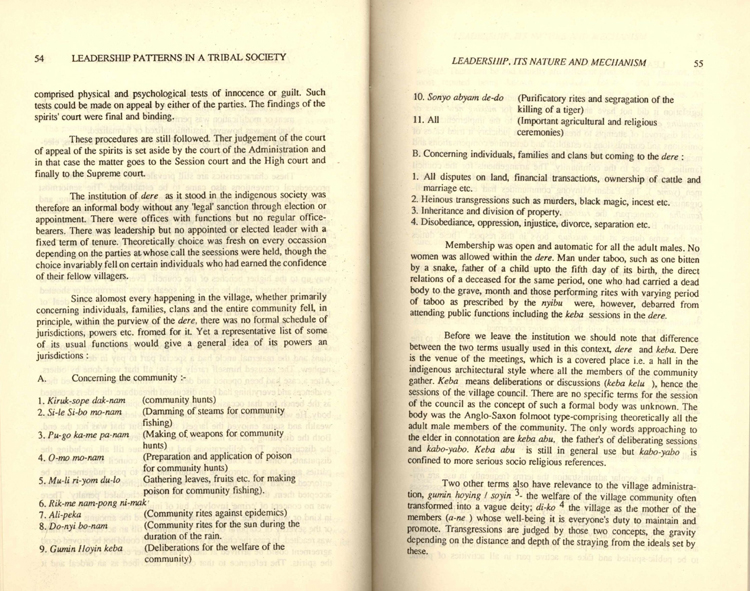 54 LEADERSHIP PATTERNS IN A TRIBAL SOCIETY
comprised physical and psychological tests of innocence or guilt. Such
tests could be made on appeal by either of the parties. The findings of the
spirits' court were final and binding.
These procedures are still followed. Ther judgement of the court
of appeal of the spirits is set aside by the court of the Administration and
in that case the matter goes to the Session court and the High court and
finally to the Supreme court.
The institution of dere as it stood in the indigenous society was
therefore an informal body without any 'legal' sanction through election or
appointment. There were offices with functions but no regular office-
bearers. There was leadership but no appointed or elected leader with a
fixed term of tenure. Theoretically choice was fresh on every occassion
depending on the parties at whose call the seessions were held, though the
choice invariably fell on certain individuals who had earned the confidence
of their fellow villagers.
Since alomost every happening in the village, whether primarily
concerning individuals, families, clans and the entire community fell, in
principle, within the purview of the dere, there was no formal schedule of
jurisdictions, powers etc. fromed for it. Yet a representative list of some
of its usual functions would give a general idea of its powers an
jurisdictions :
A. Concerning the community :-
1. Kiruk-sope dak-nam (community hunts)
2. Si-le Si-bo mo-nam (Damming of steams for community
fishing)
3. Pu-go ka-me pa-nam (Making of weapons for community
hunts)
4. O-mo mo-nam (Preparation and application of poison
for community hunts)
5. Mu-li ri-yom du-lo Gathering leaves, fruits etc. for making
poison for community fishing).
6. Rik-me nam-pong ni-mak
7. Ali-peka (Community rites against epidemics)
8. Do-nyi bo-nam (Community rites for the sun during the
duration of the rain.
9. Gumin Hoyin keba (Deliberations for the welfare of the
community)
LEADERSHIP, ITS NATURE AND MECHANISM 55
10. Sonyo abyam de-do (Purificatory rites and segragation of the
killing of a tiger)
11. All (Important agricultural and religious
ceremonies)
B. Concerning individuals, families and clans but coming to the dere :
1. All disputes on land, financial transactions, ownership of cattle and
marriage etc.
2. Heinous transgressions such as murders, black magic, incest etc.
3. Inheritance and division of property.
4. Disobediance, oppression, injustice, divorce, separation etc.
Membership was open and automatic for all the adult males. No
women was allowed within the dere. Man under taboo, such as one bitten
by a snake, father of a child upto the fifth day of its birth, the direct
relations of a deceased for the same period, one who had carried a dead
body to the grave, month and those performing rites with varying period
of taboo as prescribed by the nyibu were, however, debarred from
attending public functions including the keba sessions in the dere.
Before we leave the institution we should note that difference
between the two terms usually used in this context, dere and keba. Dere
is the venue of the meetings, which is a covered place i.e. a hall in the
indigenous architectural style where all the members of the community
gather. Keba means deliberations or discussions (keba kelu ), hence the
sessions of the village council. There are no specific terms for the session
of the council as the concept of such a formal body was unknown. The
body was the Anglo-Saxon folmoot type-comprising theoretically all the
adult male members of the community. The only words approaching to
the elder in connotation are keba abu, the father's of deliberating sessions
and kabo-yabo. Keba abu is still in general use but kabo-yabo is
confined to more serious socio religious references.
Two other terms also have relevance to the village administra-
tion, gumin hoying / soyin 3. the welfare of the village community often
transformed into a vague deity; di-ko 4 the village as the mother of the
members (a-ne ) whose well-being it is everyone's duty to maintain and
promote. Transgressions are judged by those two concepts, the gravity
depending on the distance and depth of the straying from the ideals set by
these.